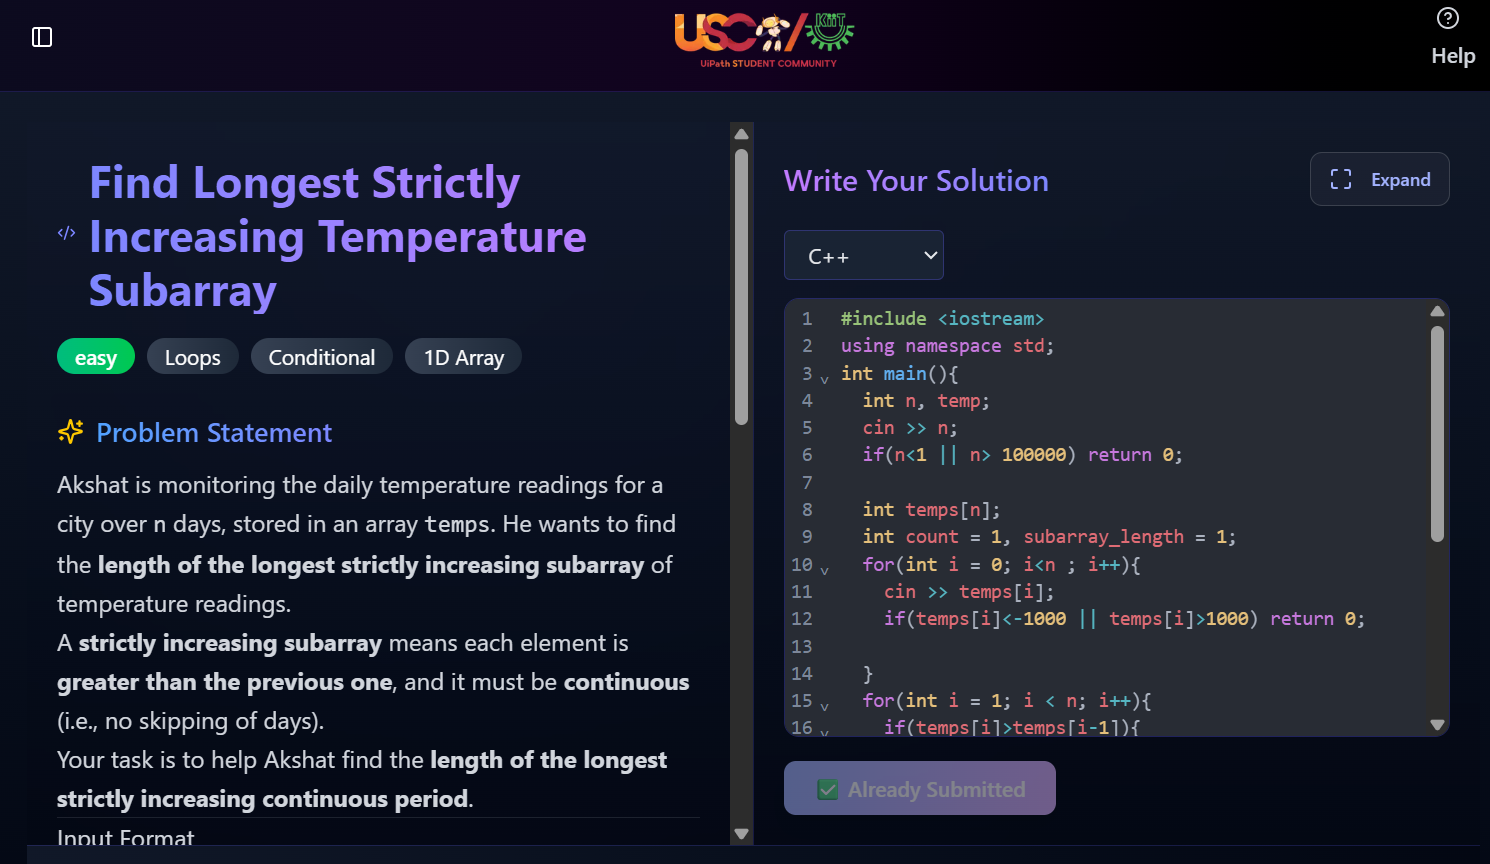 USC/KiiT
UiPath STUDENT COMMUNITY
Help
Find Longest Strictly
</> Increasing Temperature
Subarray
easy Loops Conditional 1D Array
Problem Statement
Akshat is monitoring the daily temperature readings for a
city over n days, stored in an array temps. He wants to find
the length of the longest strictly increasing subarray of
temperature readings.
A strictly increasing subarray means each element is
greater than the previous one, and it must be continuous
(i.e., no skipping of days).
Your task is to help Akshat find the length of the longest
strictly increasing continuous period.
Input Format
Write Your Solution
Expand
C++
1 #include <iostream>
2 using namespace std;
3 int main(){
4 int n, temp;
5 cin >> n;
6 if(n<1 || n> 100000) return 0;
7
8 int temps[n];
9 int count = 1, subarray_length = 1;
10 for(int i = 0; i<n ; i++){
11 cin >> temps[i];
12 if(temps[i]<-1000 || temps[i]>1000) return 0;
13
14 }
15 for(int i = 1; i < n; i++){
16 if(temps[i]>temps[i-1]){
Already Submitted